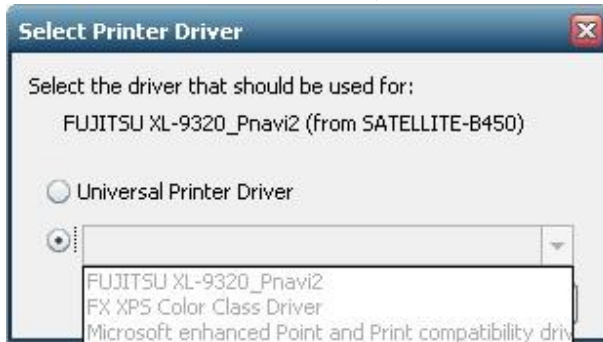 Select Printer Driver
Select the driver that should be used for:
FUJITSU XL-9320_Pnavi2 (from SATELLITE-B450)
Universal Printer Driver
FUJITSU XL-9320_Pnavi2
FX XPS Color Class Driver
Microsoft enhanced Point and Print compatibility driv